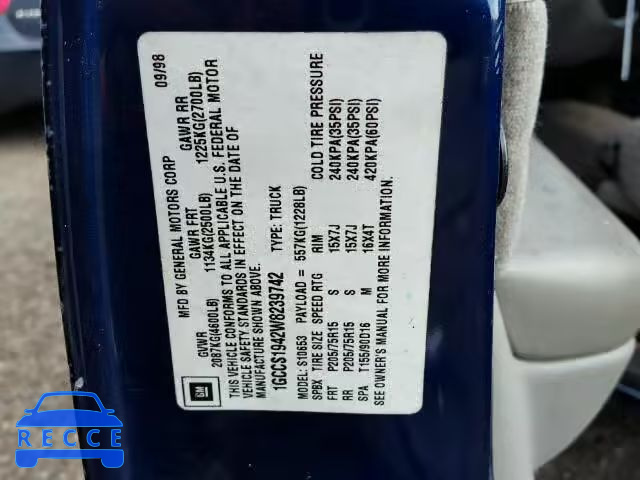 MFD BY GENERAL MOTORS CORP 09/98
GVWR GAWR FRT GAWR RR
2087KG(4600LB) 1134KG(2500LB) 1225KG(2700LB)
THIS VEHICLE CONFORMS TO ALL APPLICABLE U.S. FEDERAL MOTOR
VEHICLE SAFETY STANDARDS IN EFFECT ON THE DATE OF
MANUFACTURE SHOWN ABOVE.
1GCCS1942W8239742 TYPE: TRUCK
MODEL: S10653 PAYLOAD = 557KG(1228LB)
SPBX TIRE SIZE SPEED RTG RIM COLD TIRE PRESSURE
FRT P205/75R15 S 15X7J 240KPA(35PSI)
RR P205/75R15 S 15X7J 240KPA(35PSI)
SPA T155/90D16 M 16X4T 420KPA(60PSI)
SEE OWNER'S MANUAL FOR MORE INFORMATION.
GM
RECCE